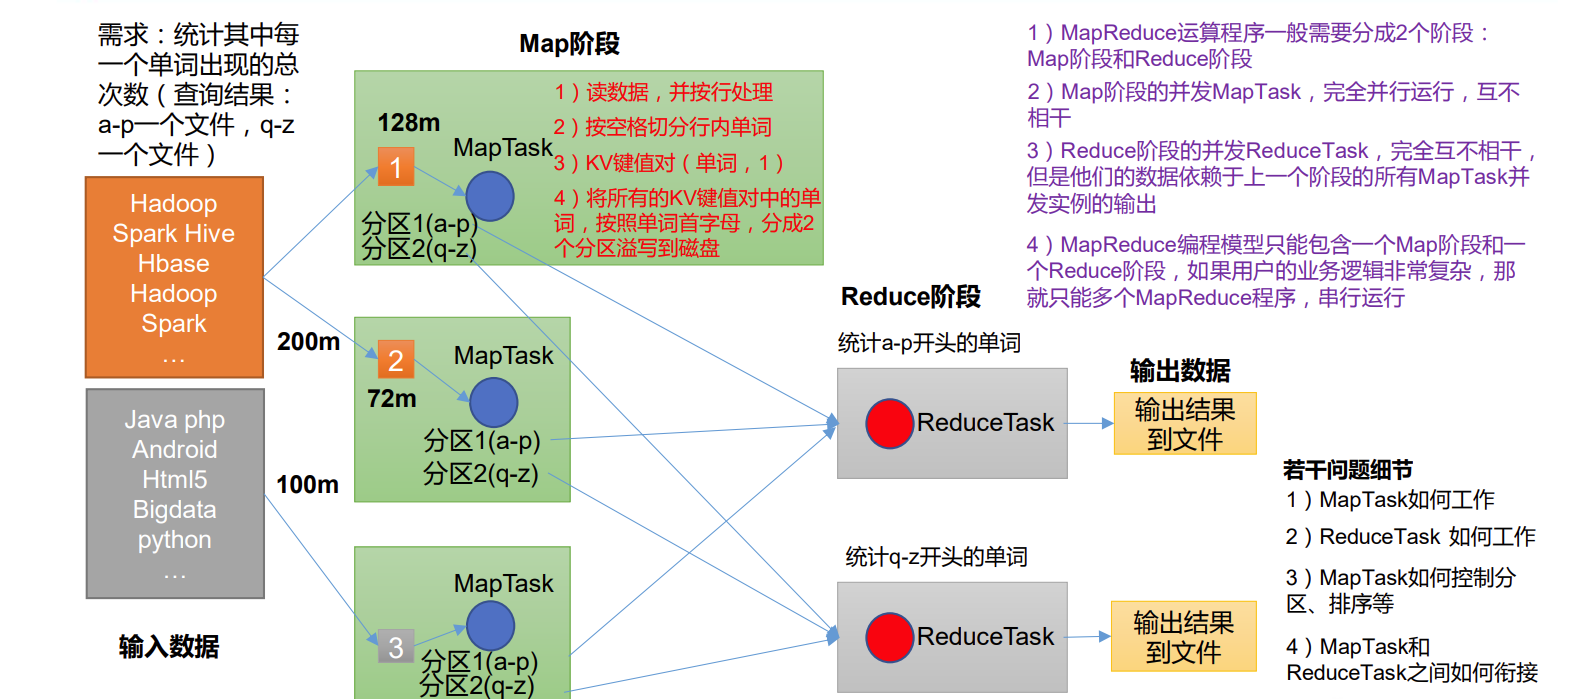 需求：统计其中每
一个单词出现的总
次数（查询结果：
a-p一个文件，q-z
一个文件）
Hadoop
Spark Hive
Hbase
Hadoop
Spark
…
200m
Java php
Android
Html5
Bigdata
python
…
100m
输入数据
Map阶段
128m
1
MapTask
分区1(a-p)
分区2(q-z)
1）读数据，并按行处理
2）按空格切分行内单词
3）KV键值对（单词，1）
4）将所有的KV键值对中的单
词，按照单词首字母，分成2
个分区溢写到磁盘
2
72m
MapTask
分区1(a-p)
分区2(q-z)
3
MapTask
分区1(a-p)
分区2(q-z)
Reduce阶段
统计a-p开头的单词
ReduceTask
统计q-z开头的单词
ReduceTask
输出数据
输出结果
到文件
输出结果
到文件
1）MapReduce运算程序一般需要分成2个阶段：
Map阶段和Reduce阶段
2）Map阶段的并发MapTask，完全并行运行，互不
相干
3）Reduce阶段的并发ReduceTask，完全互不相干，
但是他们的数据依赖于上一个阶段的所有MapTask并
发实例的输出
4）MapReduce编程模型只能包含一个Map阶段和一
个Reduce阶段，如果用户的业务逻辑非常复杂，那
就只能多个MapReduce程序，串行运行
若干问题细节
1）MapTask如何工作
2）ReduceTask 如何工作
3）MapTask如何控制分
区、排序等
4）MapTask和
ReduceTask之间如何衔接